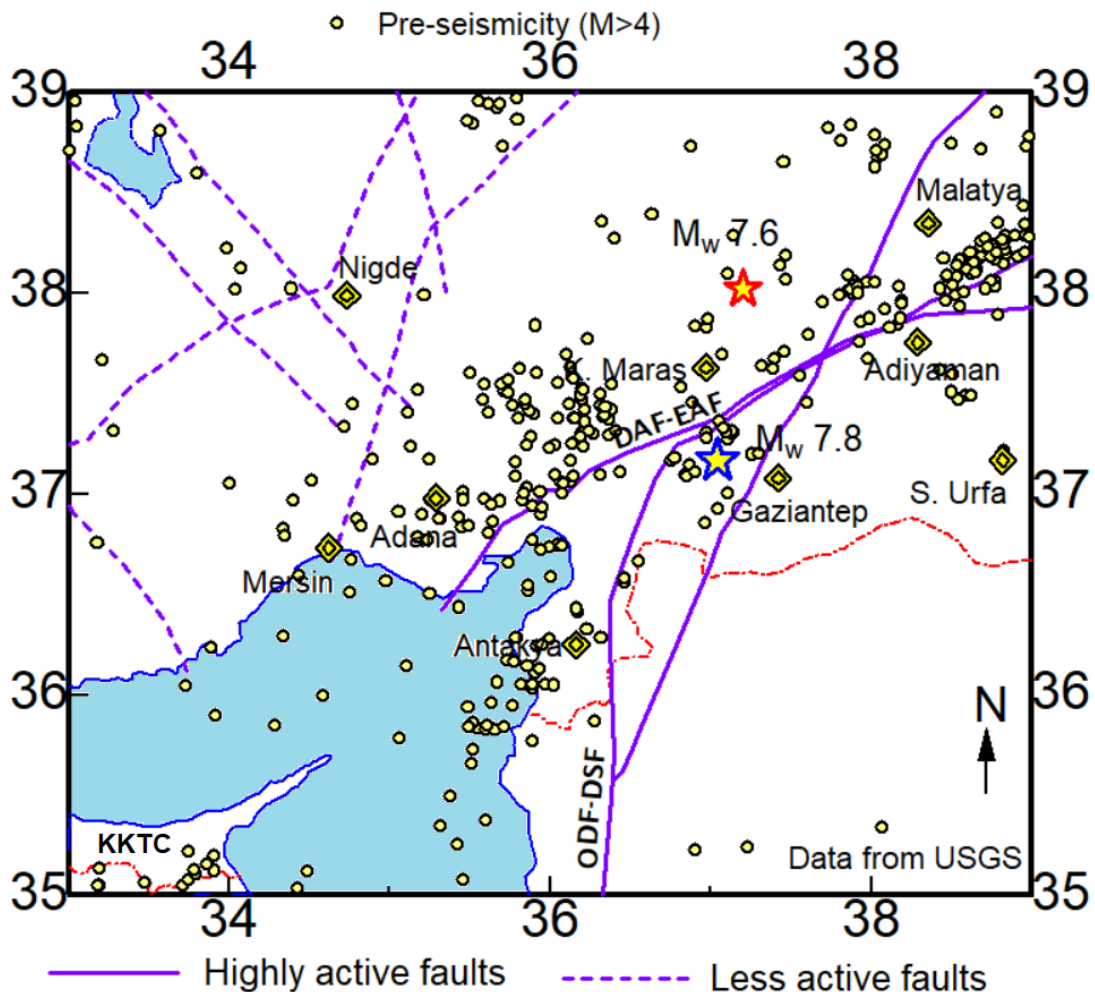 Pre-seismicity (M>4)
34 36 38
39 39
Malatya
Mw 7.6
Nigde
38 38
K. Maras
Adiyaman
DAF-EAF
Mw 7.8
37 37
S. Urfa
Gaziantep
Adana
Mersin
Antakya
36 36
N
ODF-DSF
KKTC
Data from USGS
35 35
34 36 38
Highly active faults Less active faults